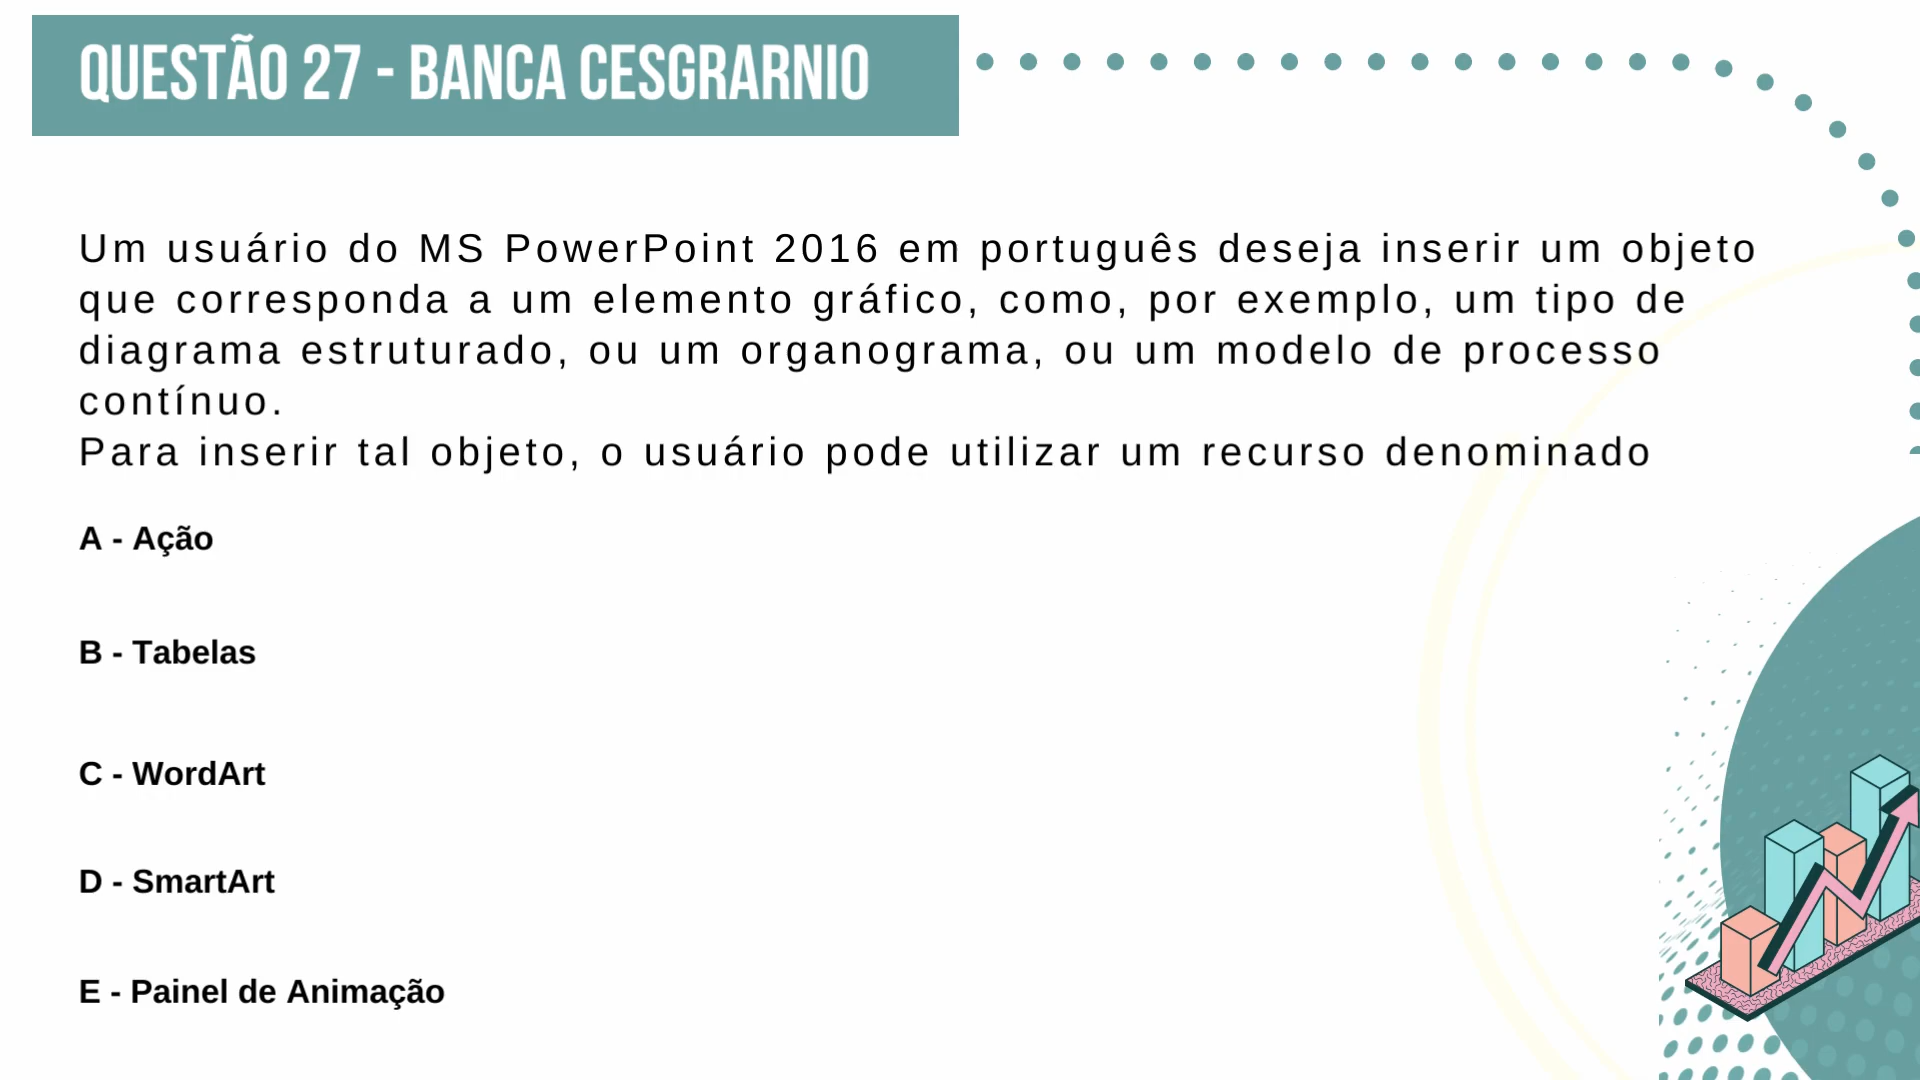 QUESTÃO 27 - BANCA CESGRARNIO
Um usuário do MS PowerPoint 2016 em português deseja inserir um objeto
que corresponda a um elemento gráfico, como, por exemplo, um tipo de
diagrama estruturado, ou um organograma, ou um modelo de processo
contínuo.
Para inserir tal objeto, o usuário pode utilizar um recurso denominado
A - Ação
B - Tabelas
C - WordArt
D - SmartArt
E - Painel de Animação